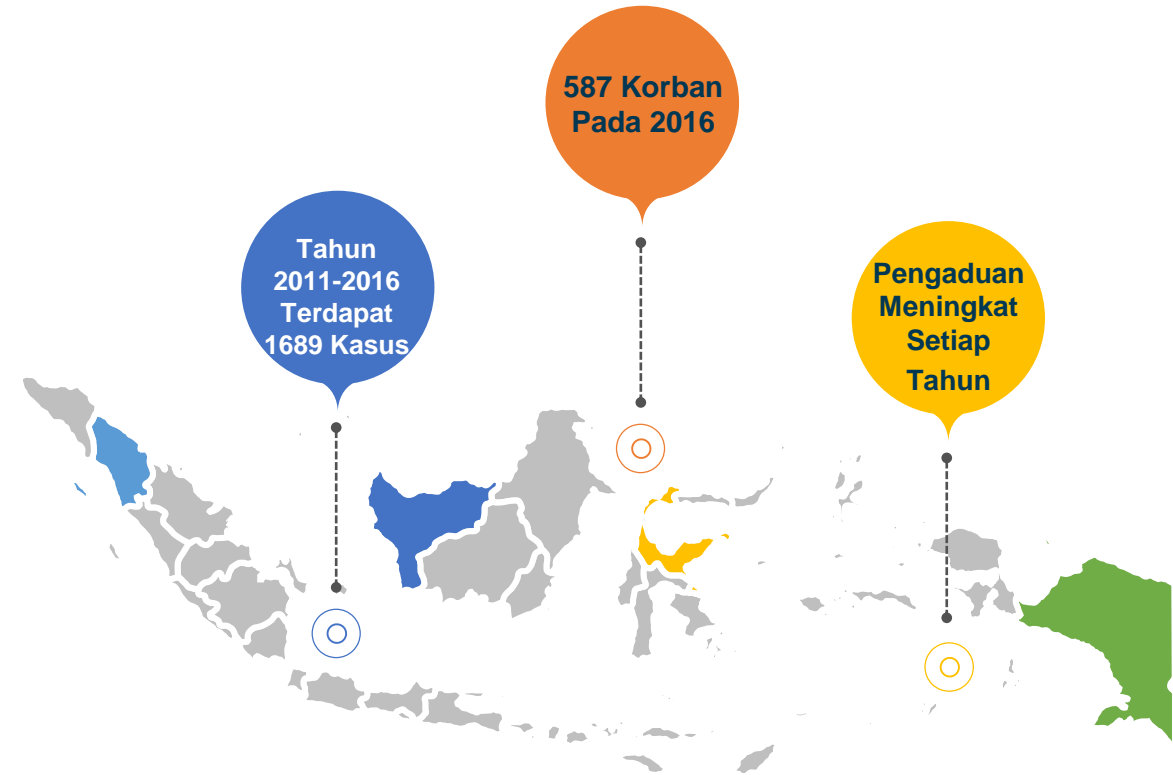 587 Korban
Pada 2016
Tahun
2011-2016
Terdapat
1689 Kasus
Pengaduan
Meningkat
Setiap
Tahun